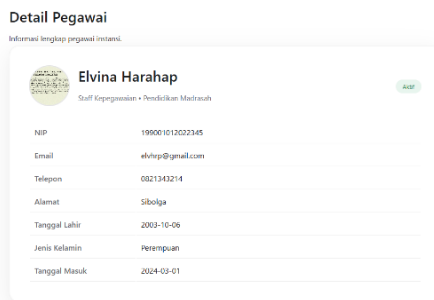 Detail Pegawai
Informasi lengkap pegawai instansi.
Elvina Harahap
Staff Kepegawaian • Pendidikan Madrasah
Aktif
NIP 199001012022345
Email elvhrp@gmail.com
Telepon 0821343214
Alamat Sibolga
Tanggal Lahir 2003-10-06
Jenis Kelamin Perempuan
Tanggal Masuk 2024-03-01